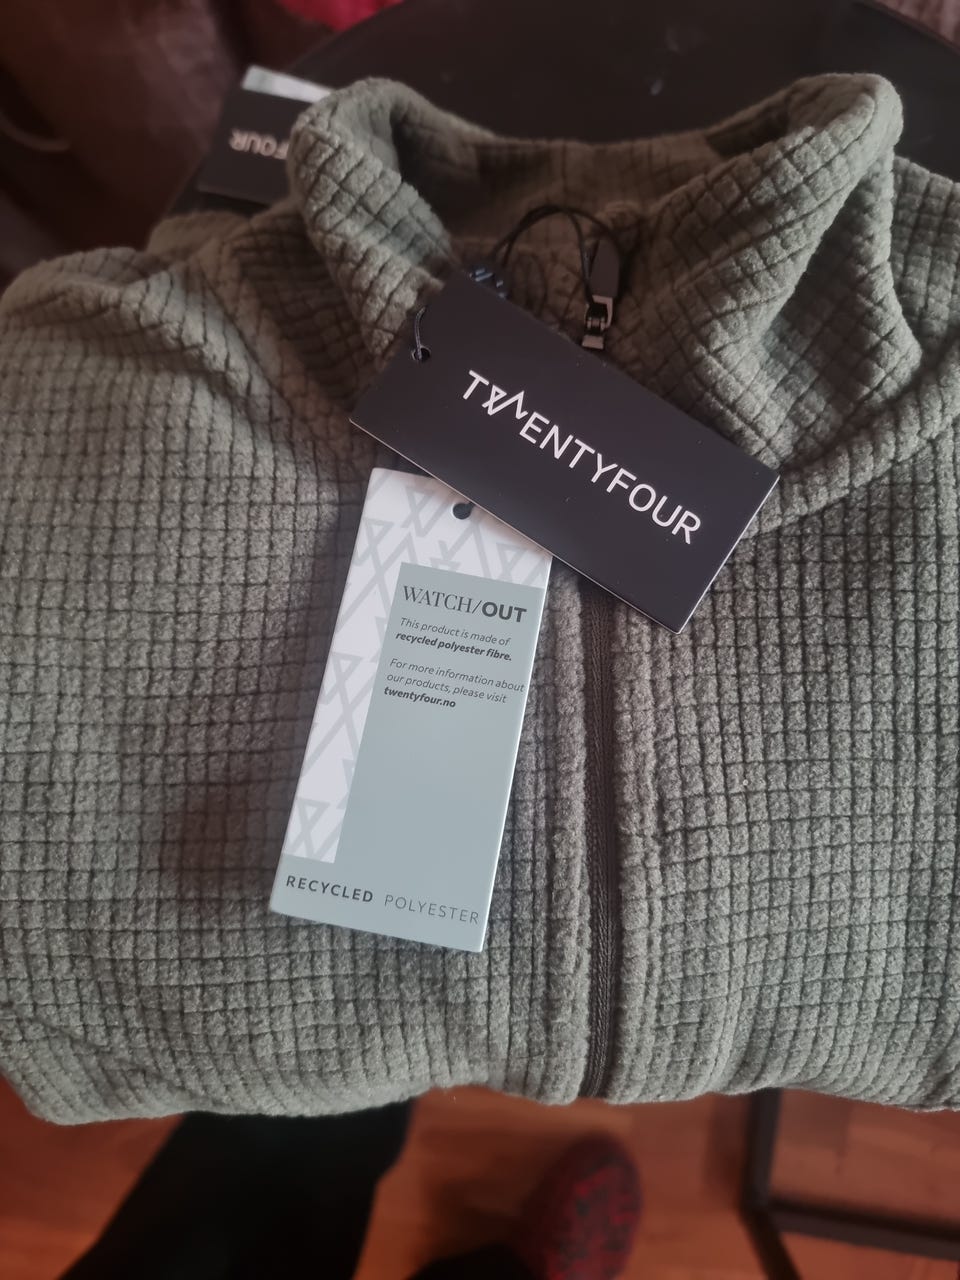 FOUR
TWENTYFOUR
WATCH/OUT
This product is made of
recycled polyester fibre.
For more information about
our products, please visit
twentyfour.no
RECYCLED POLYESTER